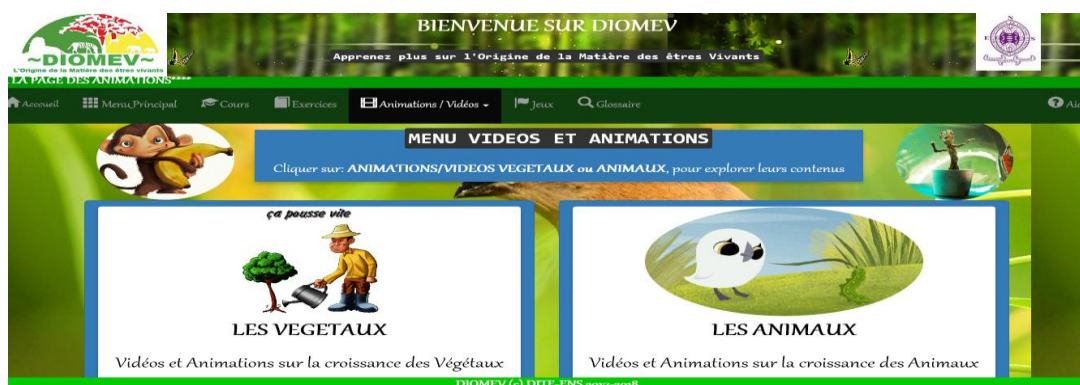 BIENVENUE SUR DIOMEV
~DIOMEV~
Apprenez plus sur l'Origine de la Matière des êtres Vivants
L'Origine de la Matière des êtres vivants
LA PAGE DES ANIMATIONS****
Accueil Menu Principal Cours Exercices Animations / Vidéos Jeux Glossaire
MENU VIDEOS ET ANIMATIONS
Cliquer sur: ANIMATIONS/VIDEOS VEGETAUX ou ANIMAUX, pour explorer leurs contenus
ça pousse vite
LES VEGETAUX
Vidéos et Animations sur la croissance des Végétaux
LES ANIMAUX
Vidéos et Animations sur la croissance des Animaux
DIOMEV (c) DITE-ENS